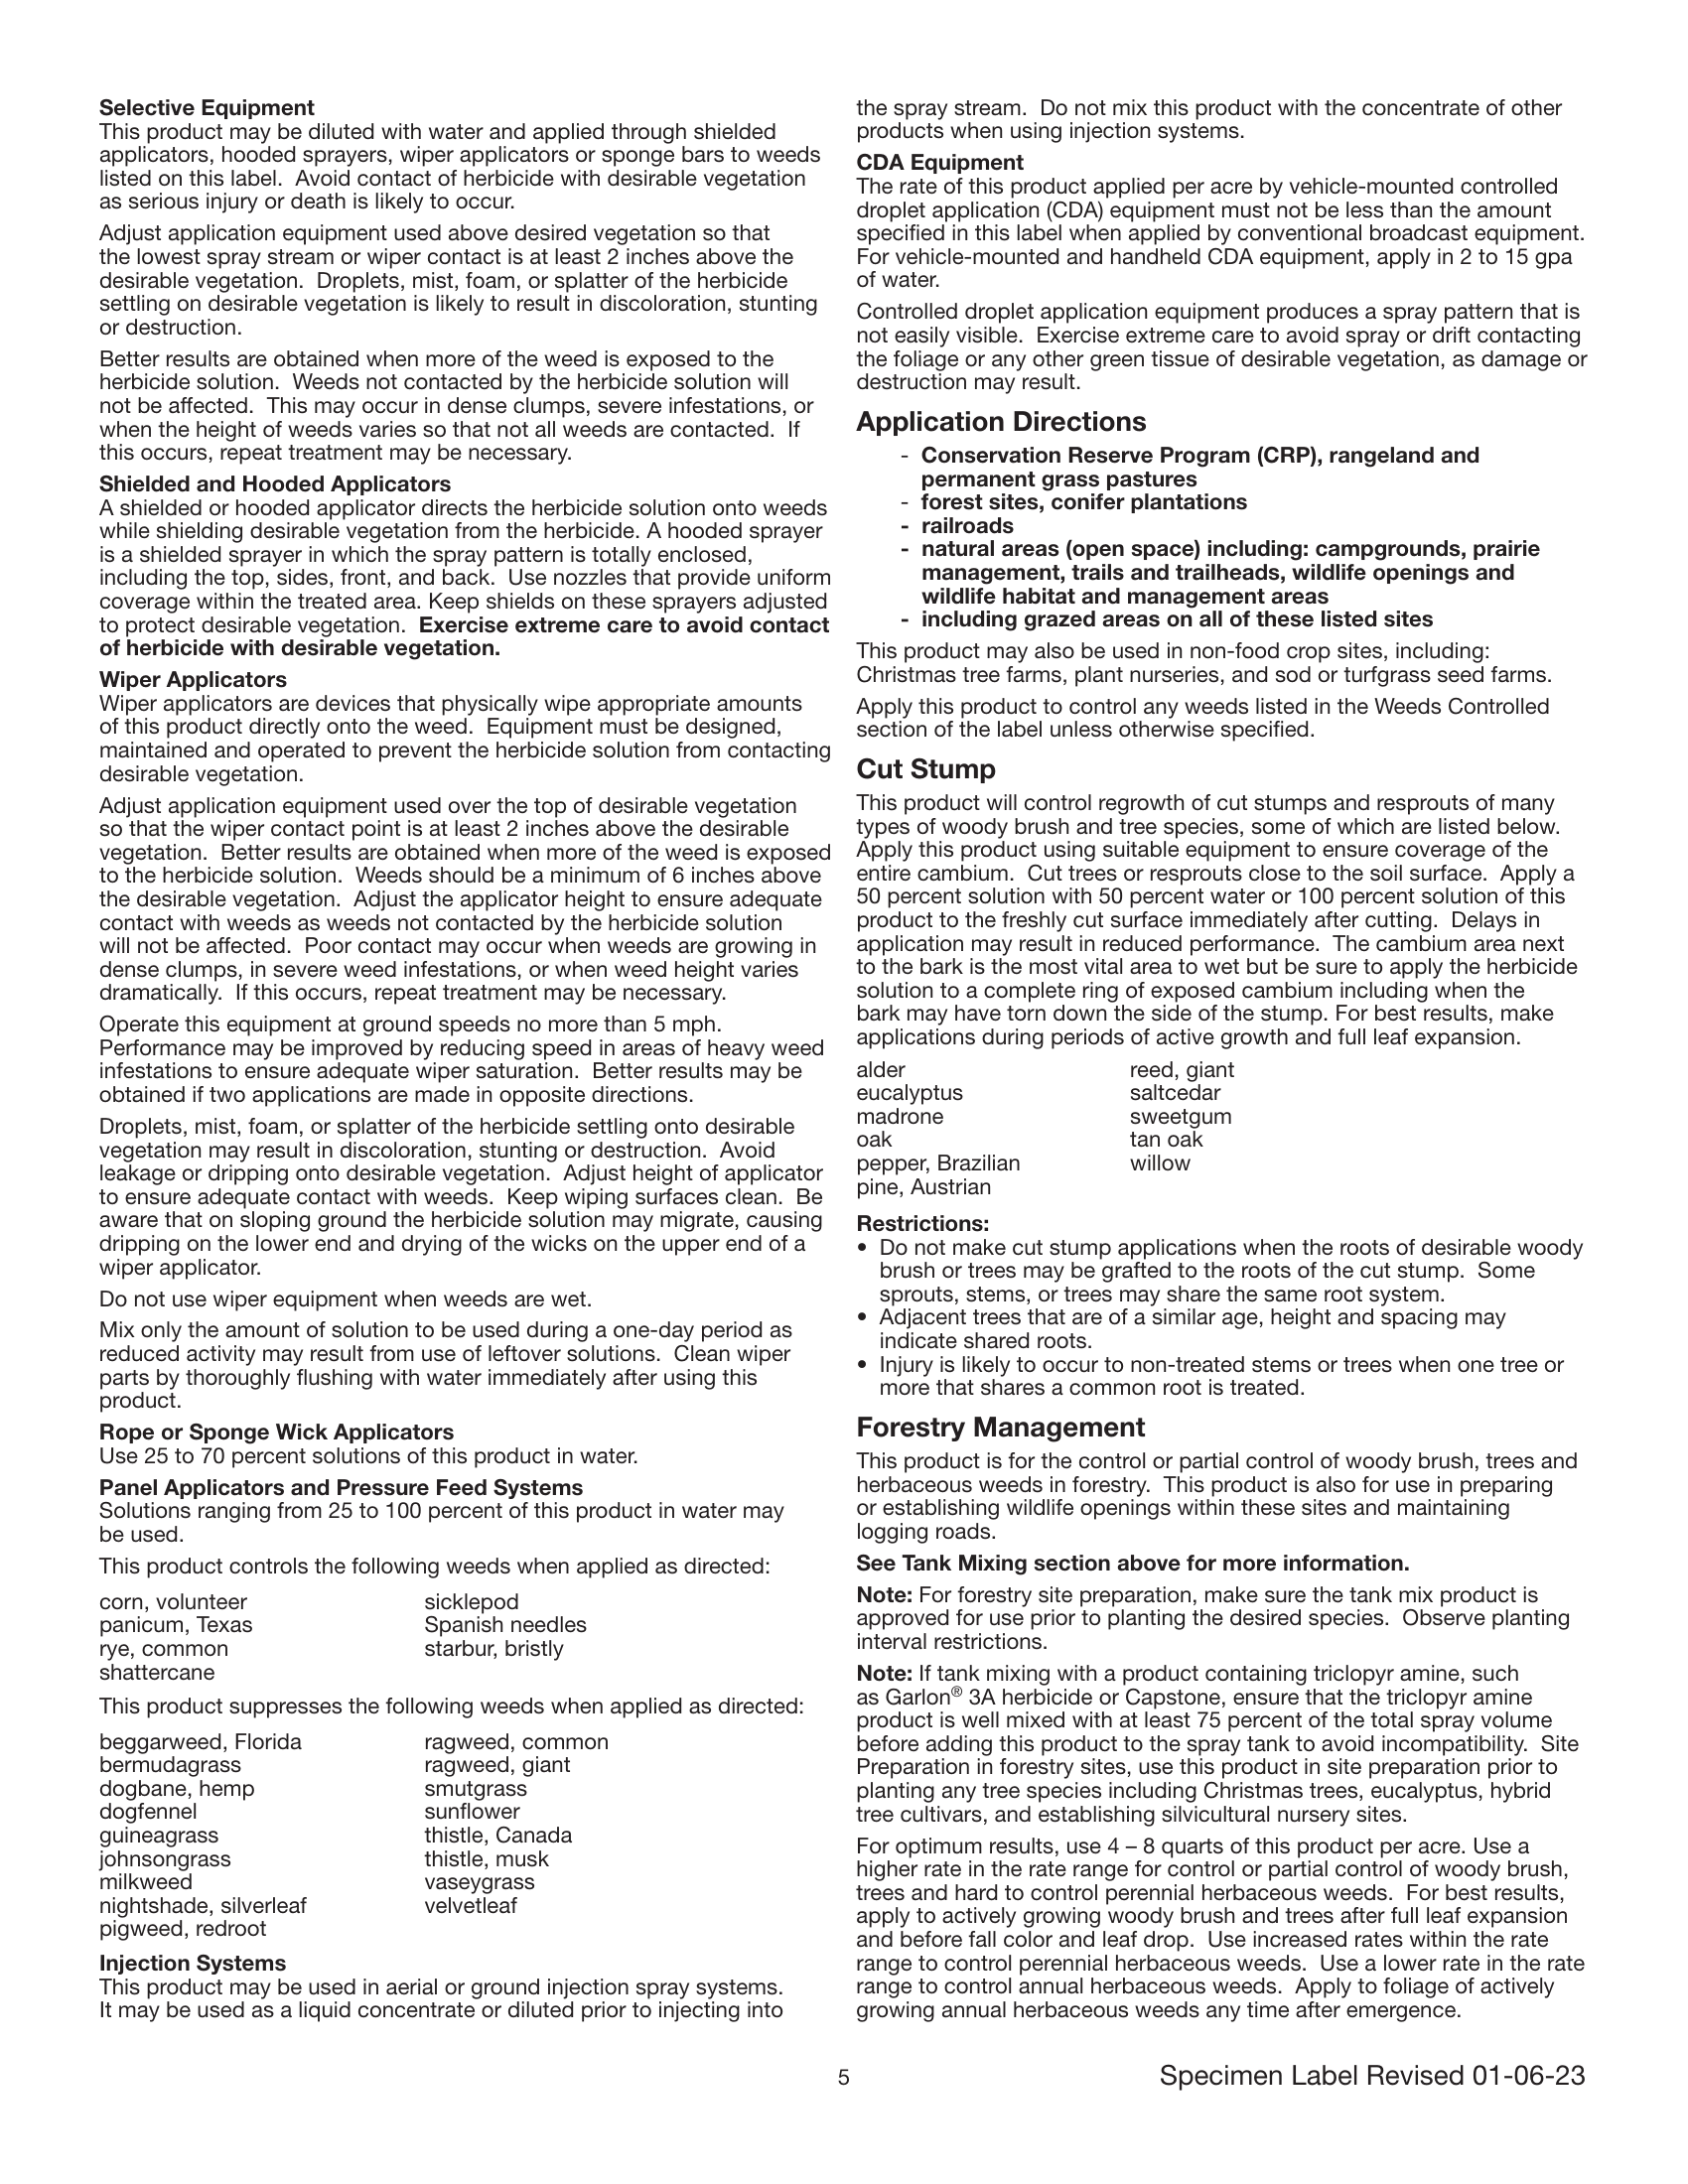 Selective Equipment
This product may be diluted with water and applied through shielded
applicators, hooded sprayers, wiper applicators or sponge bars to weeds
listed on this label.  Avoid contact of herbicide with desirable vegetation
as serious injury or death is likely to occur.
Adjust application equipment used above desired vegetation so that
the lowest spray stream or wiper contact is at least 2 inches above the
desirable vegetation.  Droplets, mist, foam, or splatter of the herbicide
settling on desirable vegetation is likely to result in discoloration, stunting
or destruction.
Better results are obtained when more of the weed is exposed to the
herbicide solution.  Weeds not contacted by the herbicide solution will
not be affected.  This may occur in dense clumps, severe infestations, or
when the height of weeds varies so that not all weeds are contacted.  If
this occurs, repeat treatment may be necessary.
Shielded and Hooded Applicators
A shielded or hooded applicator directs the herbicide solution onto weeds
while shielding desirable vegetation from the herbicide. A hooded sprayer
is a shielded sprayer in which the spray pattern is totally enclosed,
including the top, sides, front, and back.  Use nozzles that provide uniform
coverage within the treated area. Keep shields on these sprayers adjusted
to protect desirable vegetation.  Exercise extreme care to avoid contact
of herbicide with desirable vegetation.
Wiper Applicators
Wiper applicators are devices that physically wipe appropriate amounts
of this product directly onto the weed.  Equipment must be designed,
maintained and operated to prevent the herbicide solution from contacting
desirable vegetation.
Adjust application equipment used over the top of desirable vegetation
so that the wiper contact point is at least 2 inches above the desirable
vegetation.  Better results are obtained when more of the weed is exposed
to the herbicide solution.  Weeds should be a minimum of 6 inches above
the desirable vegetation.  Adjust the applicator height to ensure adequate
contact with weeds as weeds not contacted by the herbicide solution
will not be affected.  Poor contact may occur when weeds are growing in
dense clumps, in severe weed infestations, or when weed height varies
dramatically.  If this occurs, repeat treatment may be necessary.
Operate this equipment at ground speeds no more than 5 mph.
Performance may be improved by reducing speed in areas of heavy weed
infestations to ensure adequate wiper saturation.  Better results may be
obtained if two applications are made in opposite directions.
Droplets, mist, foam, or splatter of the herbicide settling onto desirable
vegetation may result in discoloration, stunting or destruction.  Avoid
leakage or dripping onto desirable vegetation.  Adjust height of applicator
to ensure adequate contact with weeds.  Keep wiping surfaces clean.  Be
aware that on sloping ground the herbicide solution may migrate, causing
dripping on the lower end and drying of the wicks on the upper end of a
wiper applicator.
Do not use wiper equipment when weeds are wet.
Mix only the amount of solution to be used during a one-day period as
reduced activity may result from use of leftover solutions.  Clean wiper
parts by thoroughly flushing with water immediately after using this
product.
Rope or Sponge Wick Applicators
Use 25 to 70 percent solutions of this product in water.
Panel Applicators and Pressure Feed Systems
Solutions ranging from 25 to 100 percent of this product in water may
be used.
This product controls the following weeds when applied as directed:
corn, volunteer
panicum, Texas
rye, common
shattercane
sicklepod
Spanish needles
starbur, bristly
This product suppresses the following weeds when applied as directed:
beggarweed, Florida
bermudagrass
dogbane, hemp
dogfennel
guineagrass
johnsongrass
milkweed
nightshade, silverleaf
pigweed, redroot
ragweed, common
ragweed, giant
smutgrass
sunflower
thistle, Canada
thistle, musk
vaseygrass
velvetleaf
Injection Systems
This product may be used in aerial or ground injection spray systems.
It may be used as a liquid concentrate or diluted prior to injecting into
the spray stream.  Do not mix this product with the concentrate of other
products when using injection systems.
CDA Equipment
The rate of this product applied per acre by vehicle-mounted controlled
droplet application (CDA) equipment must not be less than the amount
specified in this label when applied by conventional broadcast equipment.
For vehicle-mounted and handheld CDA equipment, apply in 2 to 15 gpa
of water.
Controlled droplet application equipment produces a spray pattern that is
not easily visible.  Exercise extreme care to avoid spray or drift contacting
the foliage or any other green tissue of desirable vegetation, as damage or
destruction may result.
Application Directions
- Conservation Reserve Program (CRP), rangeland and
permanent grass pastures
- forest sites, conifer plantations
- railroads
- natural areas (open space) including: campgrounds, prairie
management, trails and trailheads, wildlife openings and
wildlife habitat and management areas
- including grazed areas on all of these listed sites
This product may also be used in non-food crop sites, including:
Christmas tree farms, plant nurseries, and sod or turfgrass seed farms.
Apply this product to control any weeds listed in the Weeds Controlled
section of the label unless otherwise specified.
Cut Stump
This product will control regrowth of cut stumps and resprouts of many
types of woody brush and tree species, some of which are listed below.
Apply this product using suitable equipment to ensure coverage of the
entire cambium.  Cut trees or resprouts close to the soil surface.  Apply a
50 percent solution with 50 percent water or 100 percent solution of this
product to the freshly cut surface immediately after cutting.  Delays in
application may result in reduced performance.  The cambium area next
to the bark is the most vital area to wet but be sure to apply the herbicide
solution to a complete ring of exposed cambium including when the
bark may have torn down the side of the stump. For best results, make
applications during periods of active growth and full leaf expansion.
alder
eucalyptus
madrone
oak
pepper, Brazilian
pine, Austrian
reed, giant
saltcedar
sweetgum
tan oak
willow
Restrictions:
• Do not make cut stump applications when the roots of desirable woody
brush or trees may be grafted to the roots of the cut stump.  Some
sprouts, stems, or trees may share the same root system.
• Adjacent trees that are of a similar age, height and spacing may
indicate shared roots.
• Injury is likely to occur to non-treated stems or trees when one tree or
more that shares a common root is treated.
Forestry Management
This product is for the control or partial control of woody brush, trees and
herbaceous weeds in forestry.  This product is also for use in preparing
or establishing wildlife openings within these sites and maintaining
logging roads.
See Tank Mixing section above for more information.
Note: For forestry site preparation, make sure the tank mix product is
approved for use prior to planting the desired species.  Observe planting
interval restrictions.
Note: If tank mixing with a product containing triclopyr amine, such
as Garlon® 3A herbicide or Capstone, ensure that the triclopyr amine
product is well mixed with at least 75 percent of the total spray volume
before adding this product to the spray tank to avoid incompatibility.  Site
Preparation in forestry sites, use this product in site preparation prior to
planting any tree species including Christmas trees, eucalyptus, hybrid
tree cultivars, and establishing silvicultural nursery sites.
For optimum results, use 4 – 8 quarts of this product per acre. Use a
higher rate in the rate range for control or partial control of woody brush,
trees and hard to control perennial herbaceous weeds.  For best results,
apply to actively growing woody brush and trees after full leaf expansion
and before fall color and leaf drop.  Use increased rates within the rate
range to control perennial herbaceous weeds.  Use a lower rate in the rate
range to control annual herbaceous weeds.  Apply to foliage of actively
growing annual herbaceous weeds any time after emergence.
5
Specimen Label Revised 01-06-23